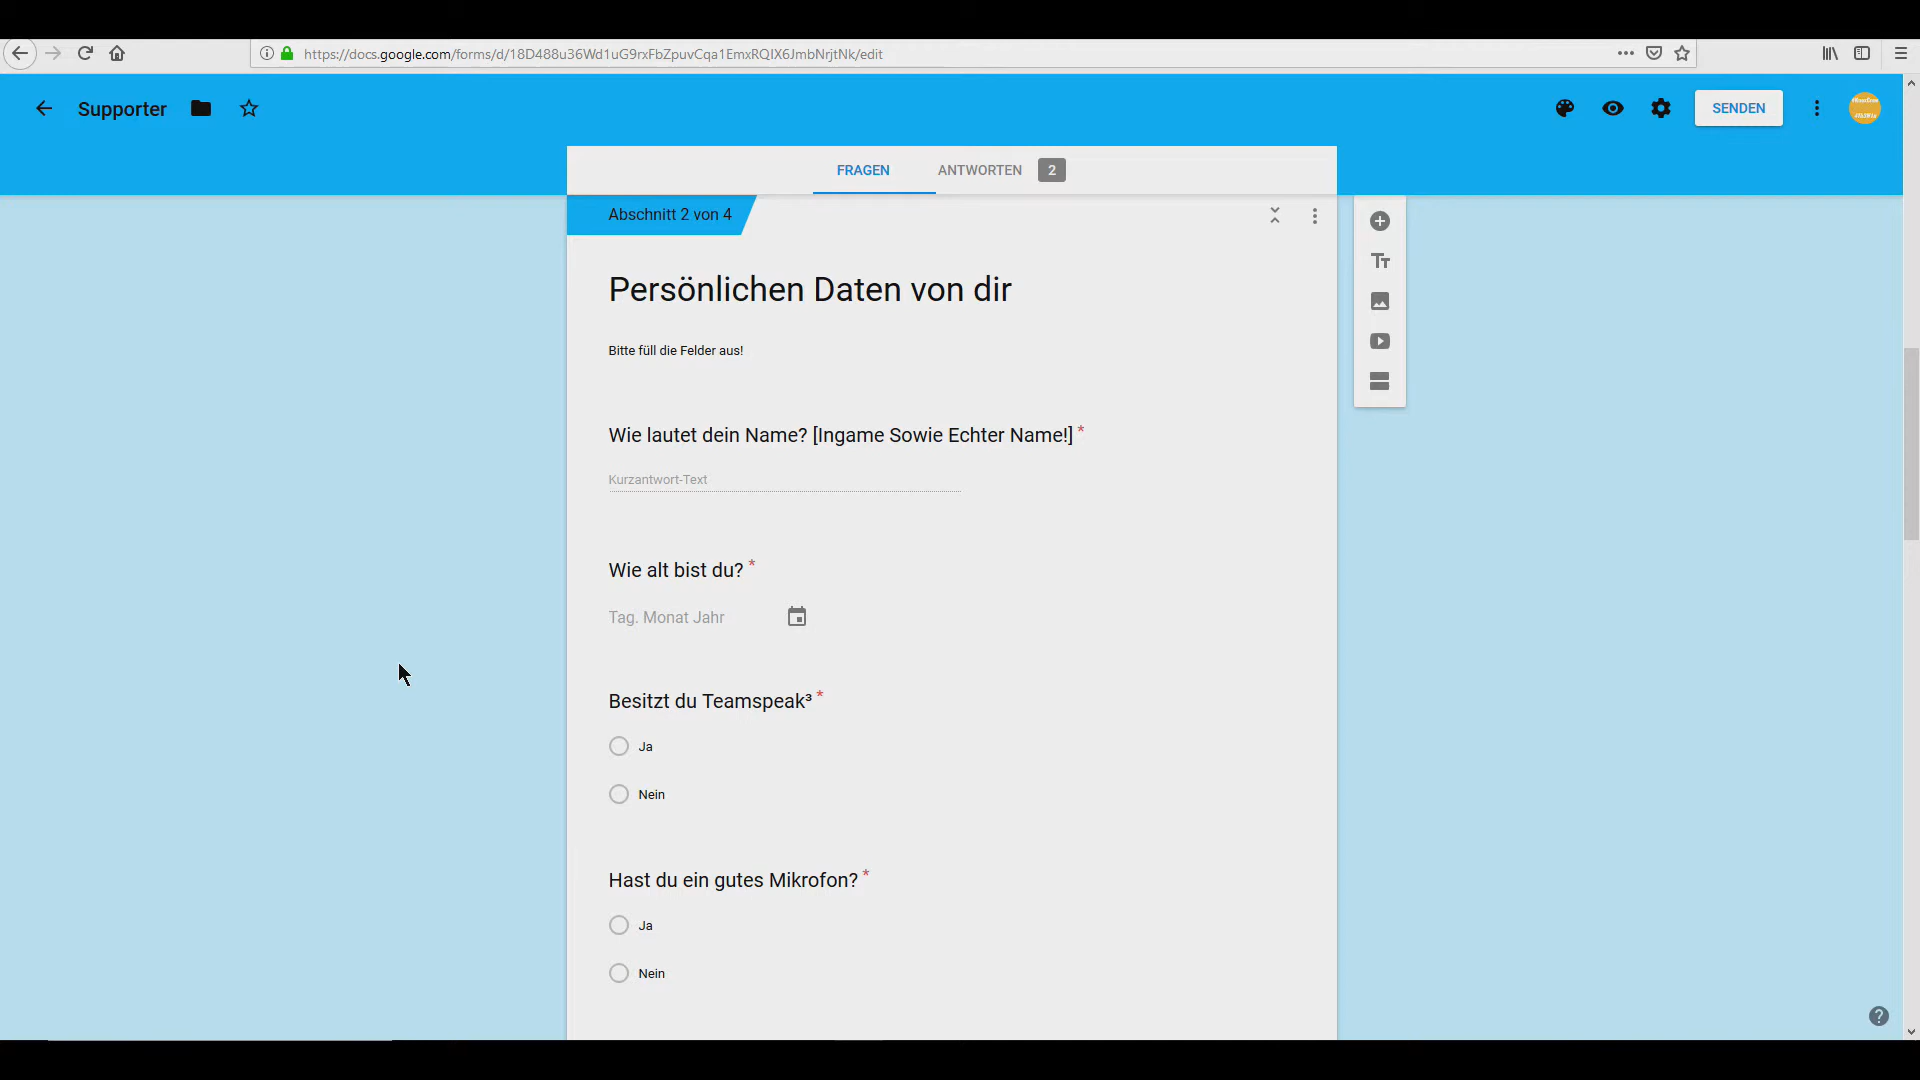 https://docs.google.com/forms/d/18D488u36Wd1uG9rxFbZpuvCqa1EmxRQIX6JmbNrjtNk/edit
Supporter
SENDEN
FRAGEN ANTWORTEN 2
Abschnitt 2 von 4
Persönlichen Daten von dir
Bitte füll die Felder aus!
Wie lautet dein Name? [Ingame Sowie Echter Name!] *
Kurzantwort-Text
Wie alt bist du? *
Tag. Monat Jahr
Besitzt du Teamspeak³ *
Ja
Nein
Hast du ein gutes Mikrofon? *
Ja
Nein